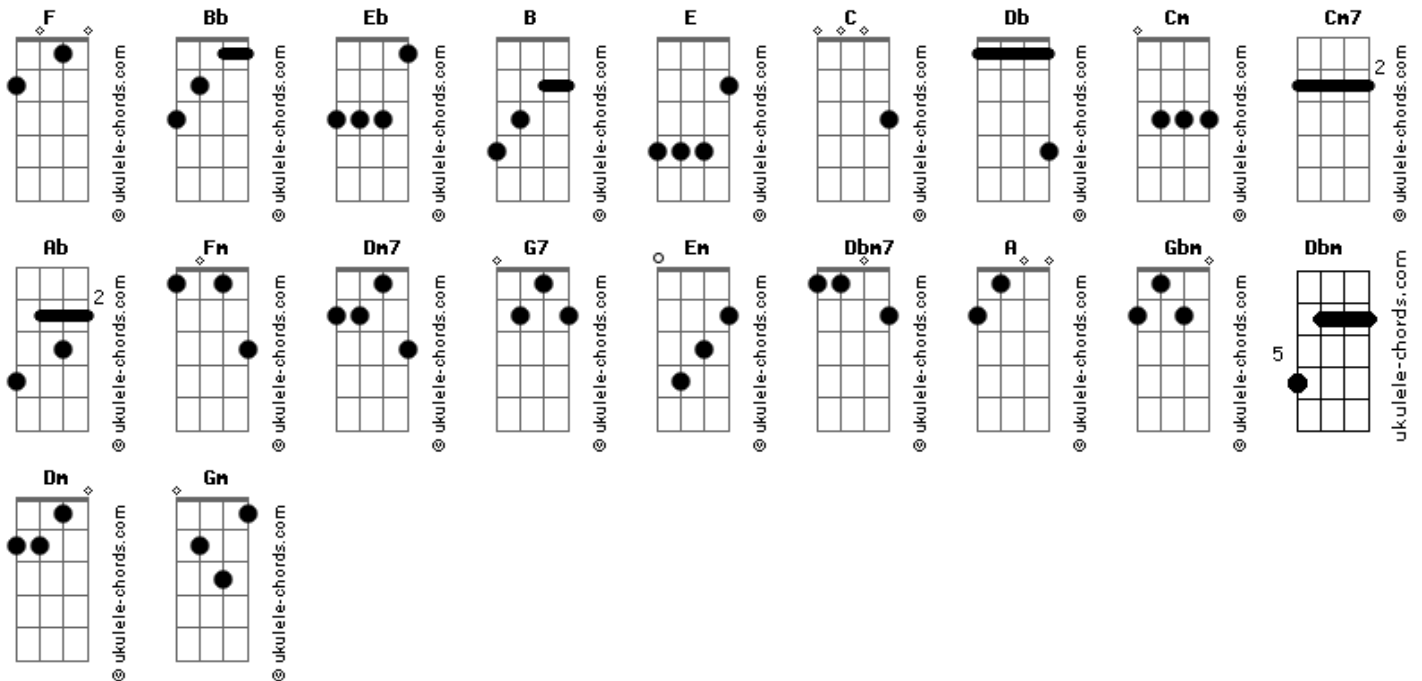 F Bb Eb B E C Db Cm Cm7
2
© ukulele-chords.com © ukulele-chords.com © ukulele-chords.com © ukulele-chords.com © ukulele-chords.com © ukulele-chords.com © ukulele-chords.com © ukulele-chords.com © ukulele-chords.com
Ab Fm Dm7 G7 Em Dbm7 A Gbm Dbm
2
5
© ukulele-chords.com © ukulele-chords.com © ukulele-chords.com © ukulele-chords.com © ukulele-chords.com © ukulele-chords.com © ukulele-chords.com © ukulele-chords.com ukulele-chords.com
Dm Gm
© ukulele-chords.com © ukulele-chords.com